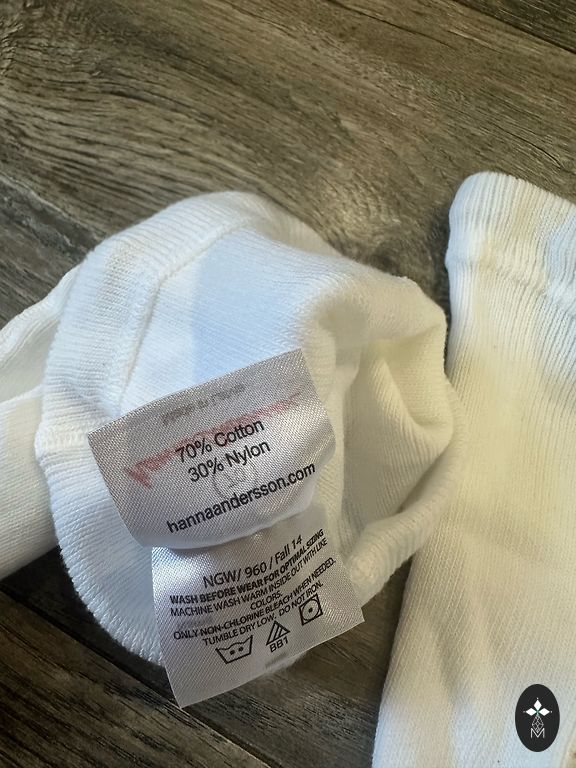 70% Cotton
30% Nylon
hannaandersson.com
NGW/ 960 / Fall 14
WASH BEFORE WEAR FOR OPTIMAL SIZING
MACHINE WASH WARM INSIDE OUT WITH LIKE
COLORS.
ONLY NON-CHLORINE BLEACH WHEN NEEDED.
TUMBLE DRY LOW. DO NOT IRON.
BB1
M